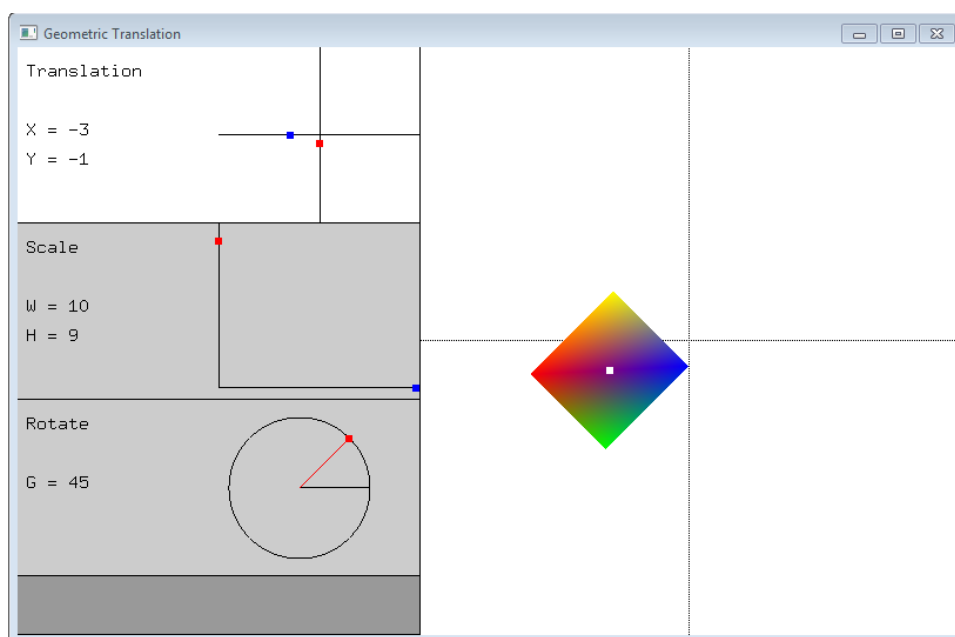 Geometric Translation
Translation
X = -3
Y = -1
Scale
W = 10
H = 9
Rotate
G = 45